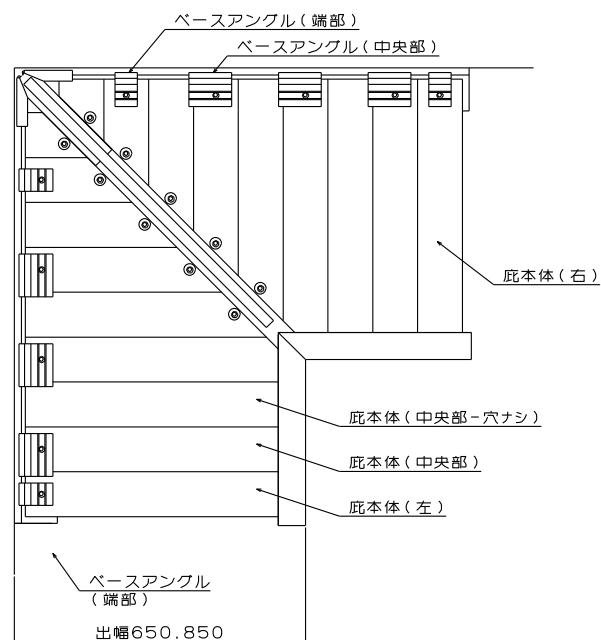 ベースアングル(端部)
ベースアングル(中央部)
庇本体(右)
庇本体(中央部-穴ナシ)
庇本体(中央部)
庇本体(左)
ベースアングル
(端部)
出幅650.850